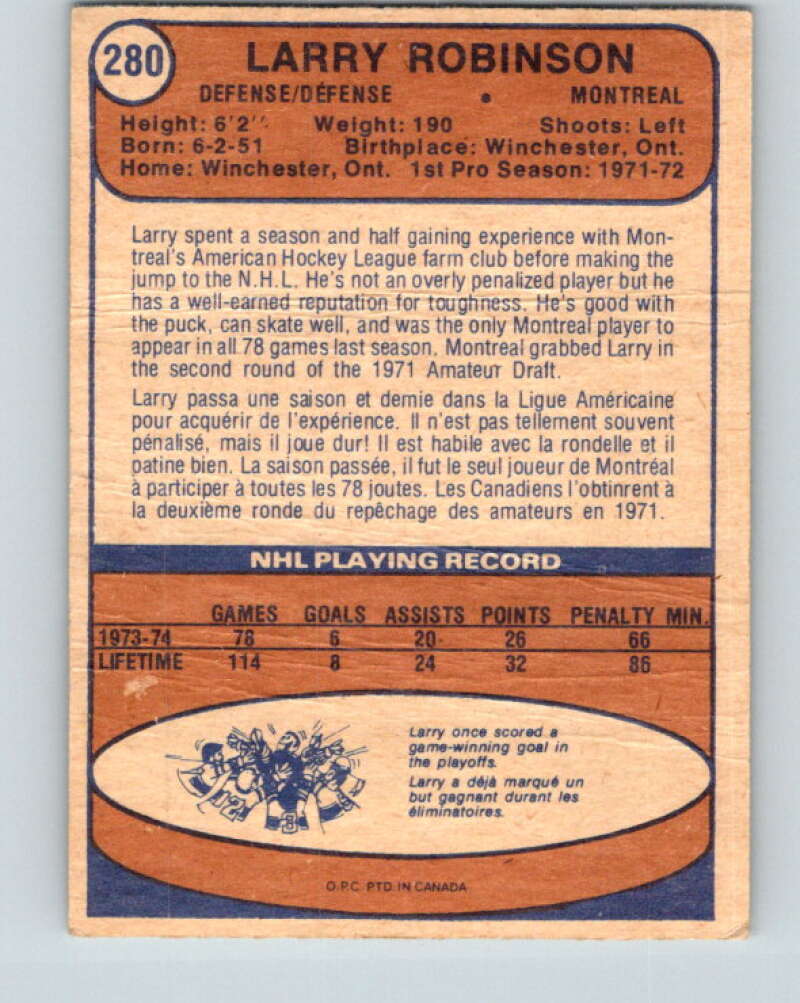 280
LARRY ROBINSON
DEFENSE/DÉFENSE • MONTREAL
Height: 6'2" Weight: 190 Shoots: Left
Born: 6-2-51 Birthplace: Winchester, Ont.
Home: Winchester, Ont. 1st Pro Season: 1971-72
Larry spent a season and half gaining experience with Mon-
treal's American Hockey League farm club before making the
jump to the N.H.L. He's not an overly penalized player but he
has a well-earned reputation for toughness. He's good with
the puck, can skate well, and was the only Montreal player to
appear in all 78 games last season. Montreal grabbed Larry in
the second round of the 1971 Amateur Draft.
Larry passa une saison et demie dans la Ligue Américaine
pour acquérir de l'expérience. Il n'est pas tellement souvent
pénalisé, mais il joue dur! Il est habile avec la rondelle et il
patine bien. La saison passée, il fut le seul joueur de Montréal
à participer à toutes les 78 joutes. Les Canadiens l'obtinrent à
la deuxième ronde du repêchage des amateurs en 1971.
NHL PLAYING RECORD
GAMES GOALS ASSISTS POINTS PENALTY MIN.
1973-74 78 6 20 26 66
LIFETIME 114 8 24 32 86
Larry once scored a
game-winning goal in
the playoffs.
Larry a déjà marqué un
but gagnant durant les
éliminatoires.
12
3
O.P.C. PTD. IN CANADA